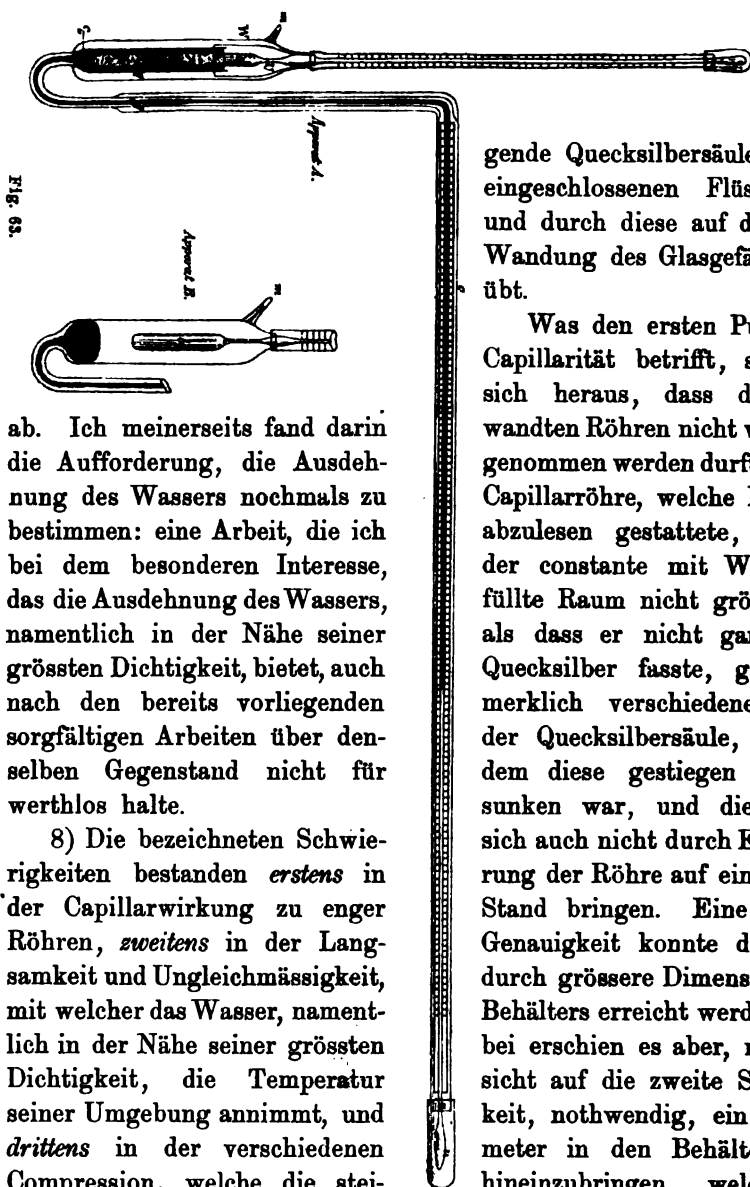 m
W
G
Apparat A.
Fig. 63.
Apparat B.
m
e
ab. Ich meinerseits fand darin
die Aufforderung, die Ausdeh-
nung des Wassers nochmals zu
bestimmen: eine Arbeit, die ich
bei dem besonderen Interesse,
das die Ausdehnung des Wassers,
namentlich in der Nähe seiner
grössten Dichtigkeit, bietet, auch
nach den bereits vorliegenden
sorgfältigen Arbeiten über den-
selben Gegenstand nicht für
werthlos halte.
8) Die bezeichneten Schwie-
rigkeiten bestanden erstens in
der Capillarwirkung zu enger
Röhren, zweitens in der Lang-
samkeit und Ungleichmässigkeit,
mit welcher das Wasser, nament-
lich in der Nähe seiner grössten
Dichtigkeit, die Temperatur
seiner Umgebung annimmt, und
drittens in der verschiedenen
Compression, welche die stei-
gende Quecksilbersäule
eingeschlossenen Flüs
und durch diese auf d
Wandung des Glasgefä
übt.
Was den ersten Pu
Capillarität betrifft, s
sich heraus, dass d
wandten Röhren nicht v
genommen werden durf
Capillarröhre, welche
abzulesen gestattete,
der constante mit W
füllte Raum nicht grö
als dass er nicht gar
Quecksilber fasste, g
merklich verschiedene
der Quecksilbersäule,
dem diese gestiegen
sunken war, und die
sich auch nicht durch E
rung der Röhre auf ein
Stand bringen. Eine
Genauigkeit konnte d
durch grössere Dimens
Behälters erreicht werd
bei erschien es aber, r
sicht auf die zweite S
keit, nothwendig, ein
meter in den Behält
hineinzubringen, wel